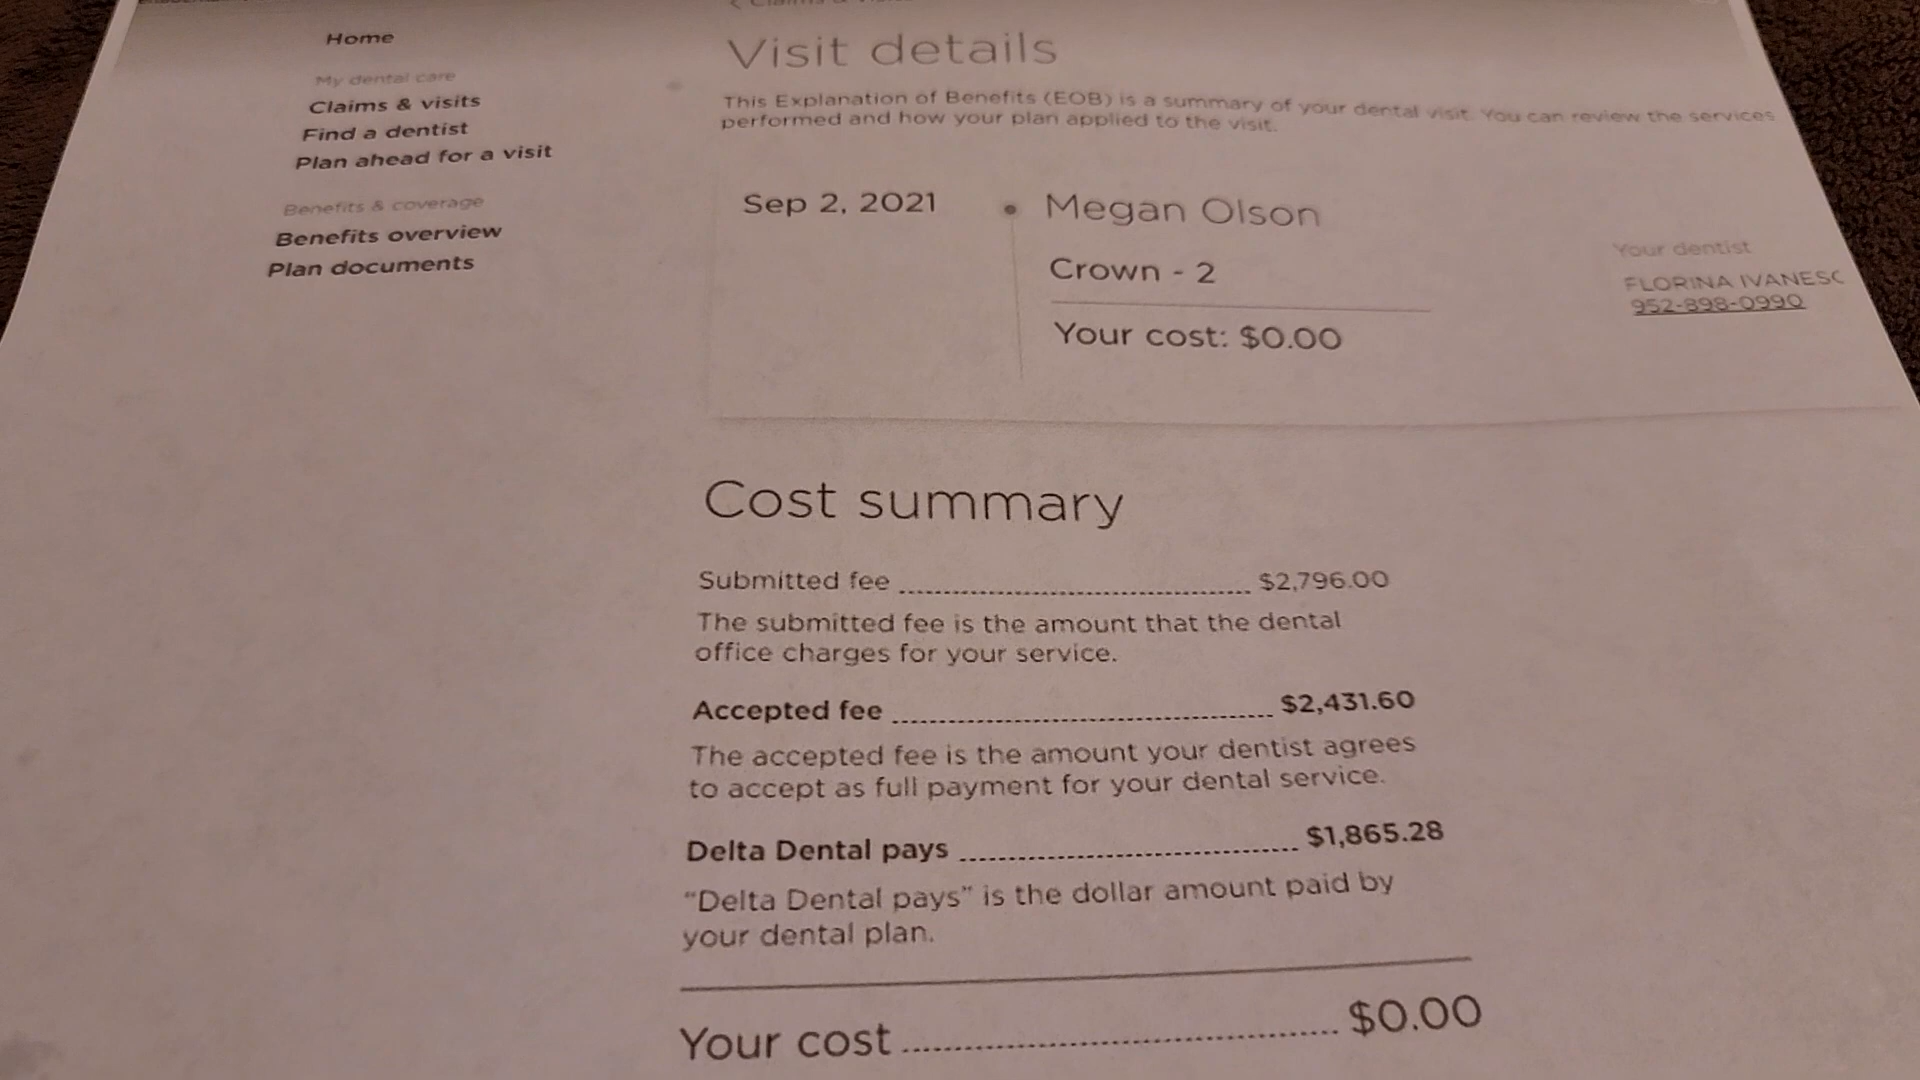 Home
My dental care
Claims & visits
Find a dentist
Plan ahead for a visit
Benefits & coverage
Benefits overview
Plan documents
Visit details
This Explanation of Benefits (EOB) is a summary of your dental visit. You can review the services
performed and how your plan applied to the visit.
Sep 2, 2021
• Megan Olson
Crown - 2
Your cost: $0.00
Your dentist
FLORINA IVANESC
952-898-0990
Cost summary
Submitted fee $2,796.00
The submitted fee is the amount that the dental
office charges for your service.
Accepted fee $2,431.60
The accepted fee is the amount your dentist agrees
to accept as full payment for your dental service.
Delta Dental pays $1,865.28
"Delta Dental pays" is the dollar amount paid by
your dental plan.
Your cost $0.00